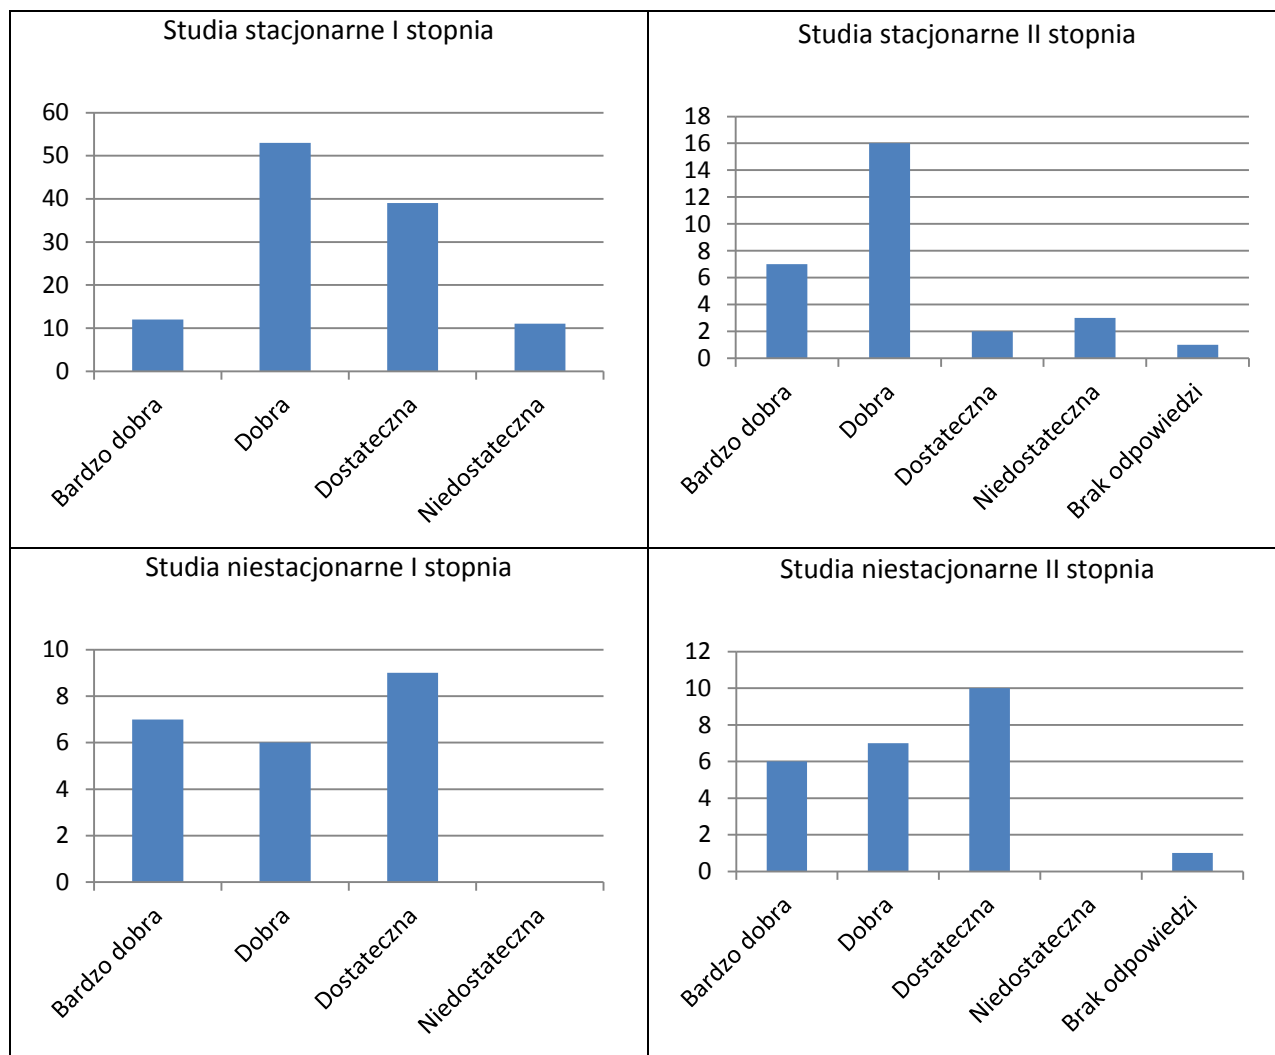 Studia stacjonarne I stopnia
60
50
40
30
20
10
0
Bardzo dobra
Dobra
Dostateczna
Niedostateczna
Studia stacjonarne II stopnia
18
16
14
12
10
8
6
4
2
0
Bardzo dobra
Dobra
Dostateczna
Niedostateczna
Brak odpowiedzi
Studia niestacjonarne I stopnia
10
8
6
4
2
0
Bardzo dobra
Dobra
Dostateczna
Niedostateczna
Studia niestacjonarne II stopnia
12
10
8
6
4
2
0
Bardzo dobra
Dobra
Dostateczna
Niedostateczna
Brak odpowiedzi